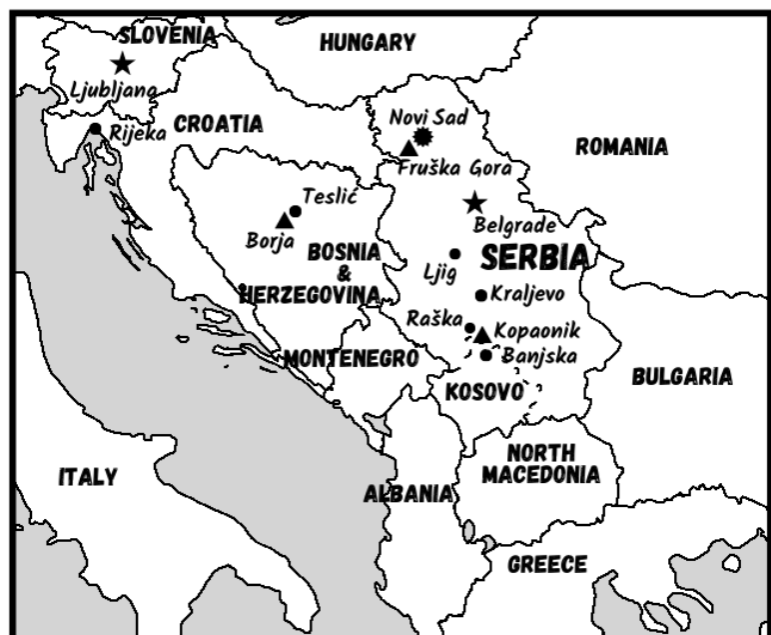 SLOVENIA
HUNGARY
Ljubljana
Rijeka
CROATIA
Novi Sad
ROMANIA
Fruška Gora
Teslić
Borja
Belgrade
BOSNIA
&
HERZEGOVINA
Ljig
SERBIA
Kraljevo
Raška
Kopaonik
MONTENEGRO
Banjska
KOSOVO
BULGARIA
ITALY
ALBANIA
NORTH
MACEDONIA
GREECE